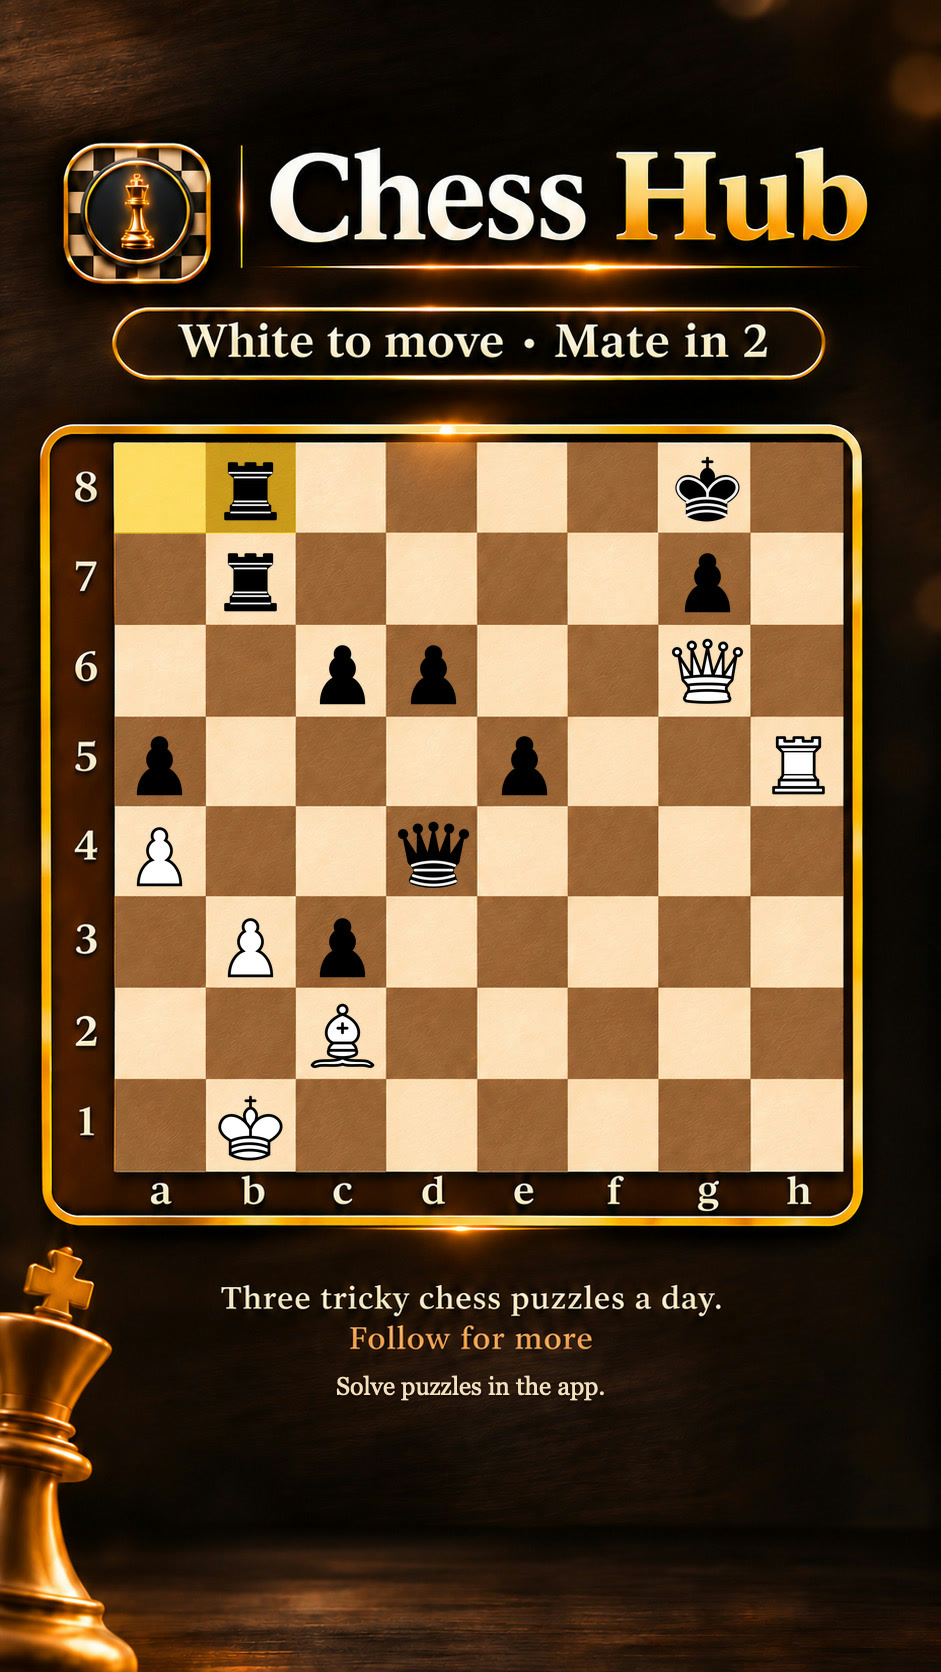 Chess Hub
White to move • Mate in 2
8
7
6
5
4
3
2
1
a b c d e f g h
Three tricky chess puzzles a day.
Follow for more
Solve puzzles in the app.